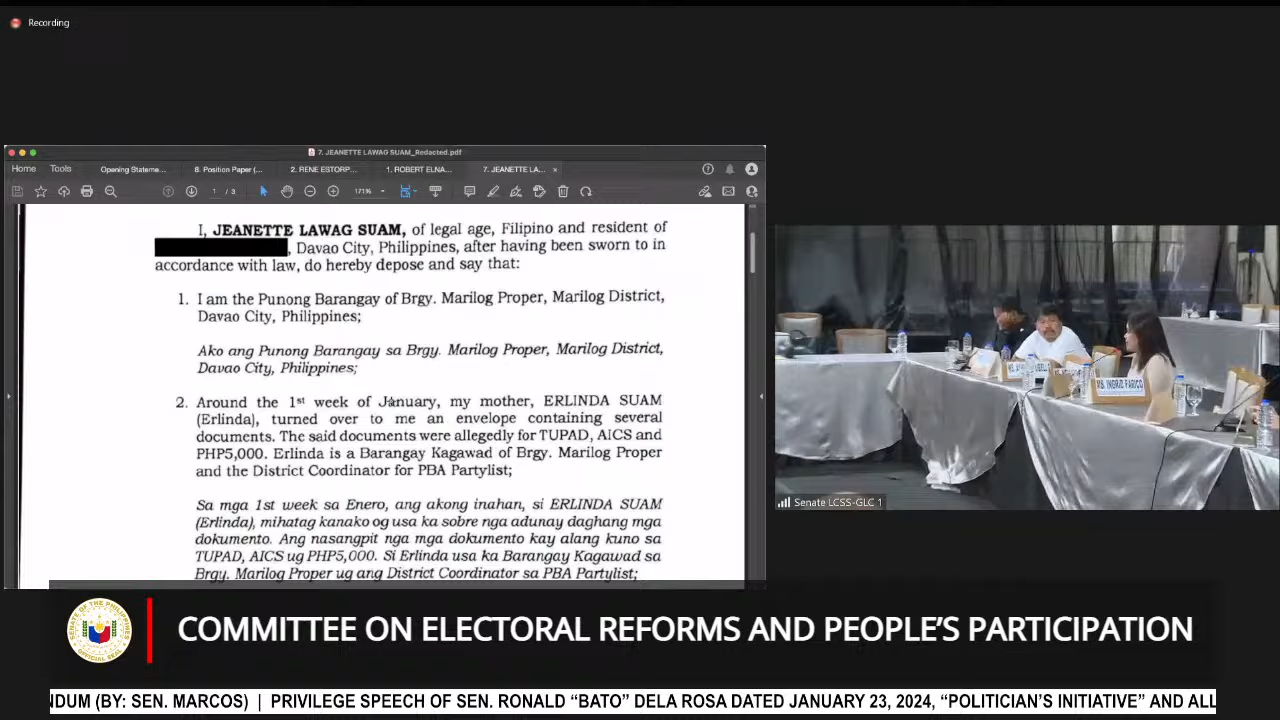 Recording
7. JEANETTE LAWAG SUAM_Redacted.pdf
Home Tools Opening Stateme... 8. Position Paper (... 2. RENE ESTORP... 1. ROBERT ELNA... 7. JEANETTE LA... ×
1 / 3 171%
I, JEANETTE LAWAG SUAM, of legal age, Filipino and resident of
, Davao City, Philippines, after having been sworn to in
accordance with law, do hereby depose and say that:
1. I am the Punong Barangay of Brgy. Marilog Proper, Marilog District,
Davao City, Philippines;
Ako ang Punong Barangay sa Brgy. Marilog Proper, Marilog District,
Davao City, Philippines;
2. Around the 1st week of January, my mother, ERLINDA SUAM
(Erlinda), turned over to me an envelope containing several
documents. The said documents were allegedly for TUPAD, AICS and
PHP5,000. Erlinda is a Barangay Kagawad of Brgy. Marilog Proper
and the District Coordinator for PBA Partylist;
Sa mga 1st week sa Enero, ang akong inahan, si ERLINDA SUAM
(Erlinda), mihatag kanako og usa ka sobre nga adunay daghang mga
dokumento. Ang nasangpit nga mga dokumento kay alang kuno sa
TUPAD, AICS ug PHP5,000. Si Erlinda usa ka Barangay Kagawad sa
Brgy. Marilog Proper ug ang District Coordinator sa PBA Partylist;
MS. INGRID FARICO
Senate LCSS-GLC 1
SENATE OF THE PHILIPPINES
OFFICIAL SEAL
COMMITTEE ON ELECTORAL REFORMS AND PEOPLE'S PARTICIPATION
NDUM (BY: SEN. MARCOS) | PRIVILEGE SPEECH OF SEN. RONALD "BATO" DELA ROSA DATED JANUARY 23, 2024, "POLITICIAN'S INITIATIVE" AND ALL